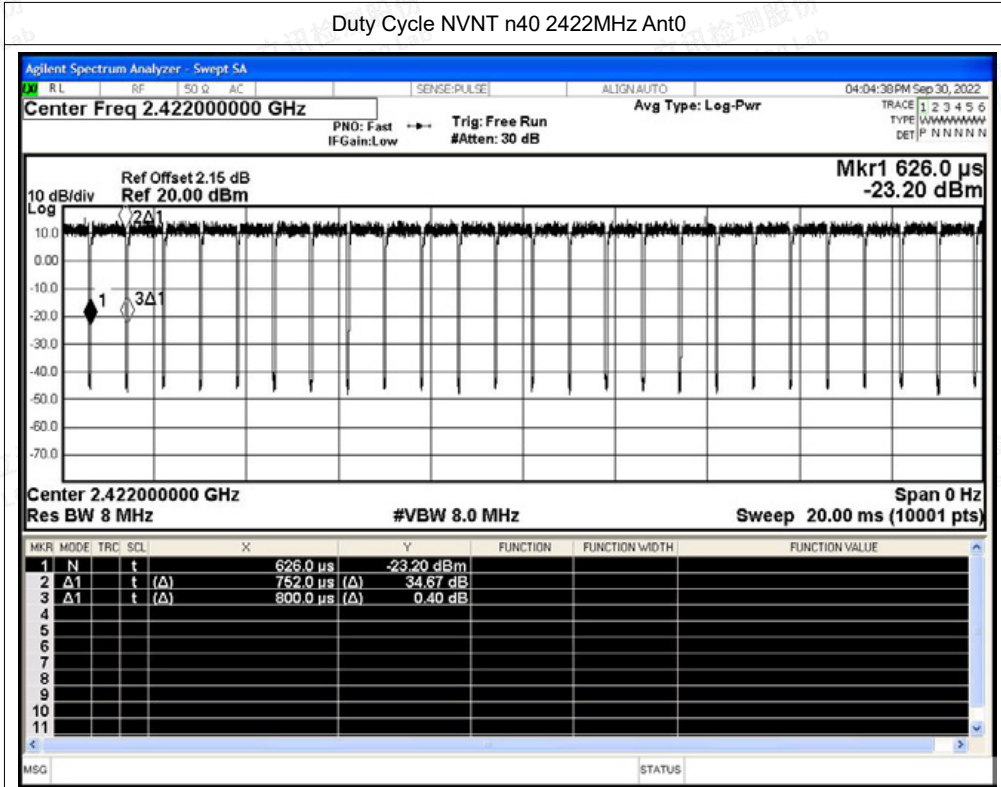 Duty Cycle NVNT n40 2422MHz Ant0
Agilent Spectrum Analyzer - Swept SA
RL RF 50 Ω AC SENSE:PULSE ALIGN AUTO 04:04:38 PM Sep 30, 2022
Center Freq 2.422000000 GHz Avg Type: Log-Pwr TRACE 1 2 3 4 5 6
PNO: Fast Trig: Free Run TYPE WWWWWW
IFGain:Low #Atten: 30 dB DET P N N N N N
Mkr1 626.0 µs
Ref Offset 2.15 dB
10 dB/div Ref 20.00 dBm -23.20 dBm
Log
2Δ1
10.0
0.00
-10.0
1 3Δ1
-20.0
-30.0
-40.0
-50.0
-60.0
-70.0
Center 2.422000000 GHz Span 0 Hz
Res BW 8 MHz #VBW 8.0 MHz Sweep 20.00 ms (10001 pts)
MKR MODE TRC SCL X Y FUNCTION FUNCTION WIDTH FUNCTION VALUE
1 N t 626.0 µs -23.20 dBm
2 Δ1 t (Δ) 752.0 µs (Δ) 34.67 dB
3 Δ1 t (Δ) 800.0 µs (Δ) 0.40 dB
4
5
6
7
8
9
10
11
MSG STATUS